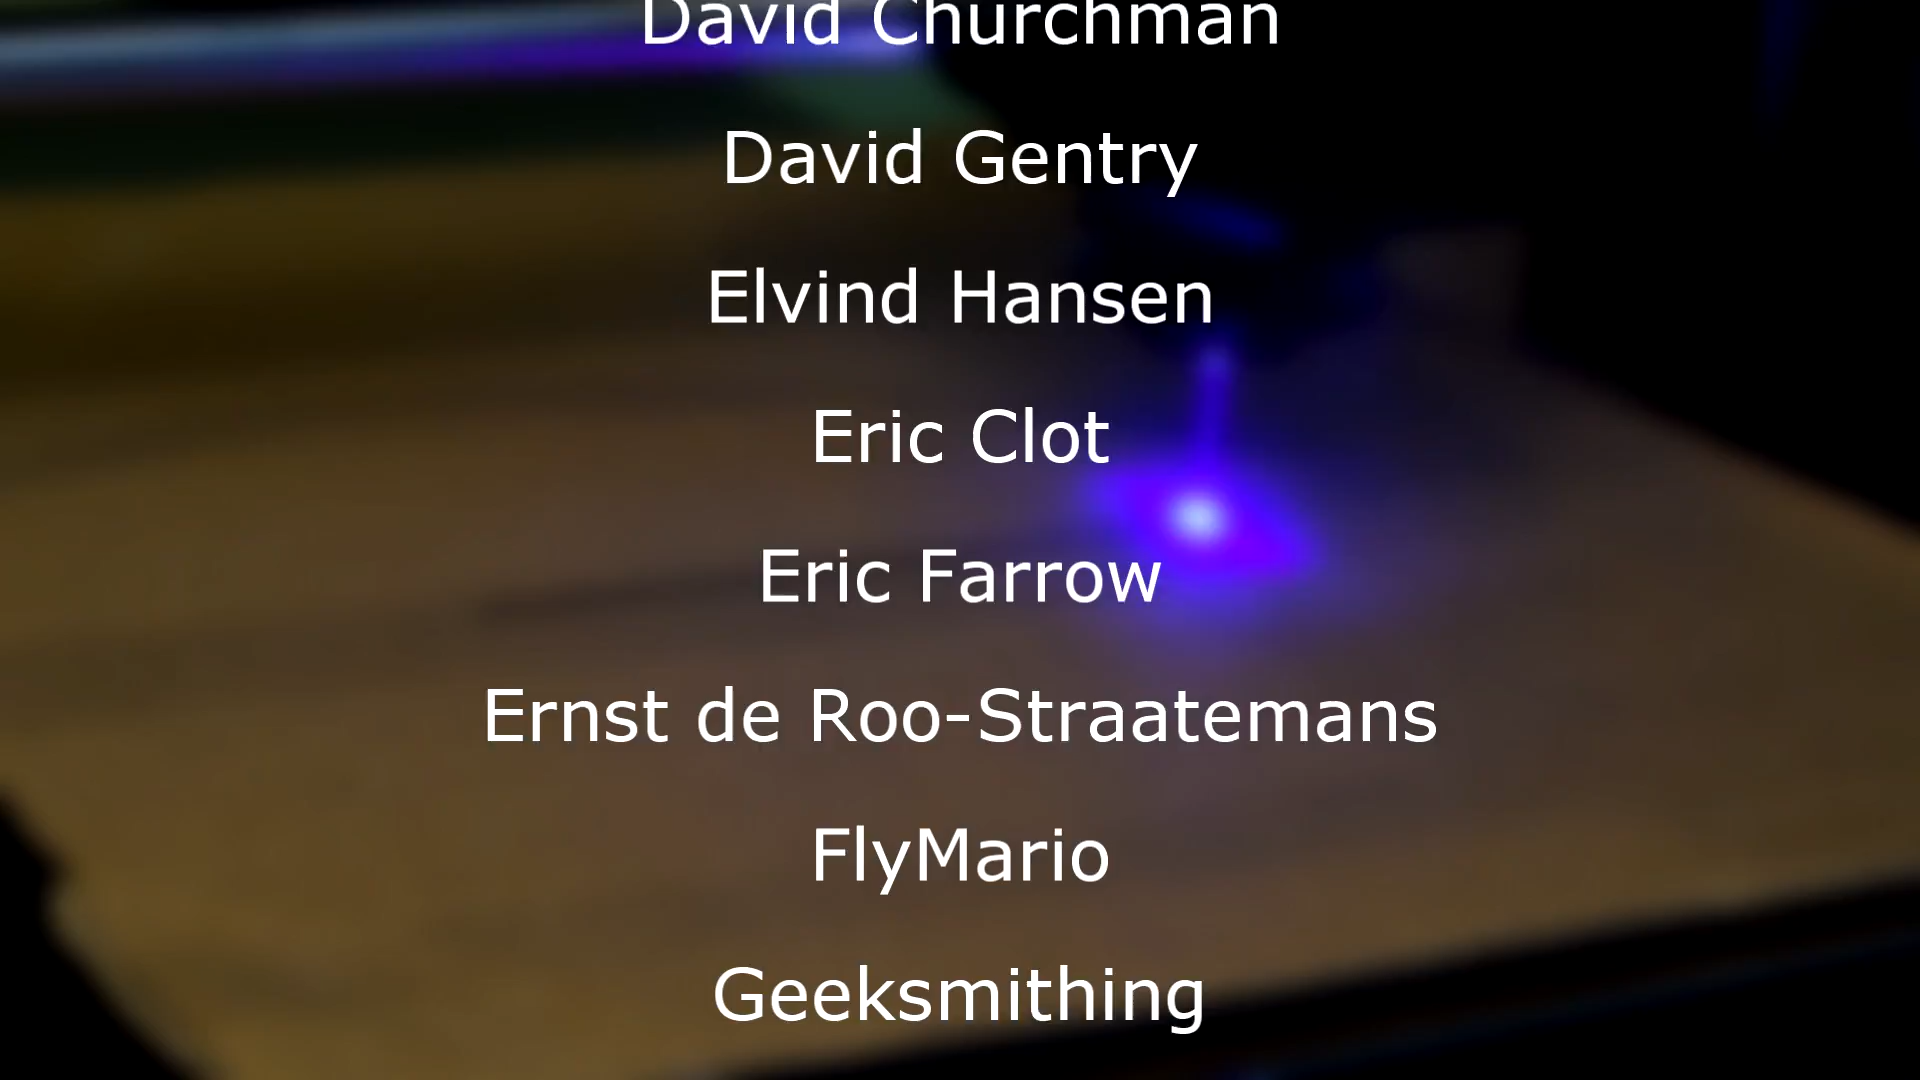 David Churchman
David Gentry
Elvind Hansen
Eric Clot
Eric Farrow
Ernst de Roo-Straatemans
FlyMario
Geeksmithing